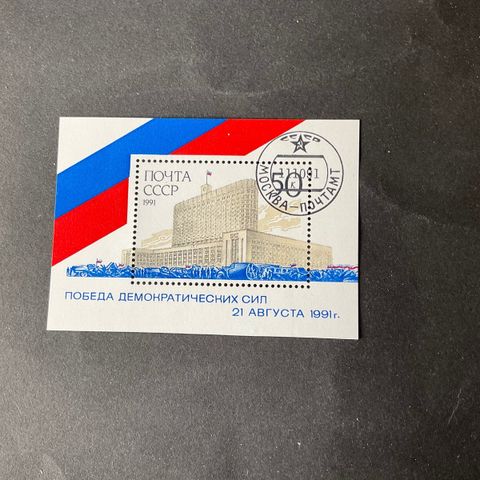 ПОЧТА
СССР
1991
50
к
СССР
МОСКВА-ПОЧТАМТ
ПОБЕДА ДЕМОКРАТИЧЕСКИХ СИЛ
21 АВГУСТА 1991г.